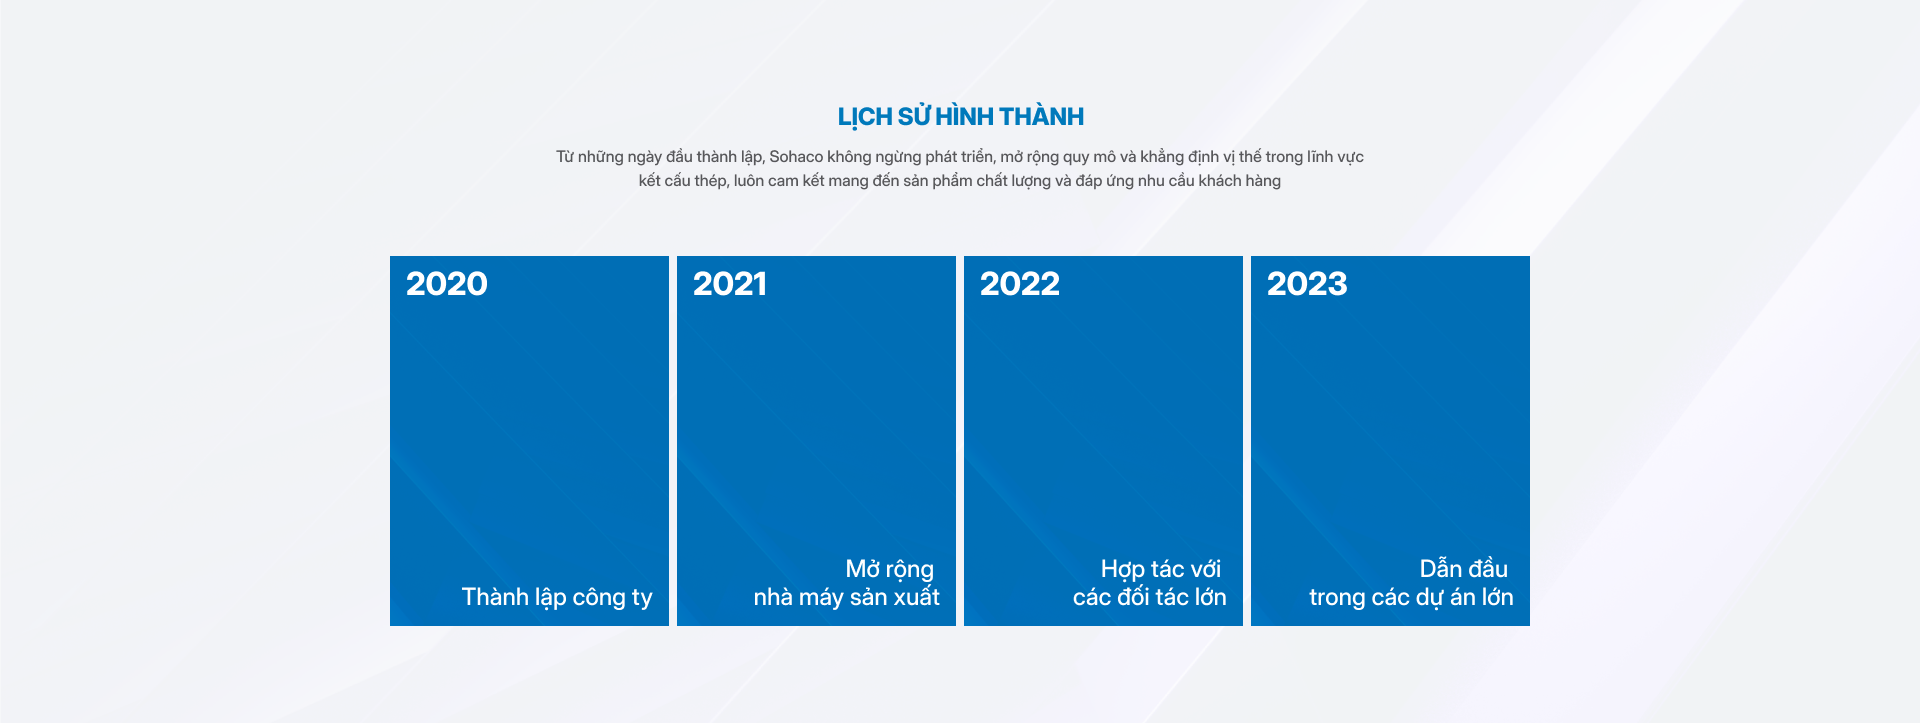 LỊCH SỬ HÌNH THÀNH
Từ những ngày đầu thành lập, Sohaco không ngừng phát triển, mở rộng quy mô và khẳng định vị thế trong lĩnh vực
kết cấu thép, luôn cam kết mang đến sản phẩm chất lượng và đáp ứng nhu cầu khách hàng
2020
Thành lập công ty
2021
Mở rộng
nhà máy sản xuất
2022
Hợp tác với
các đối tác lớn
2023
Dẫn đầu
trong các dự án lớn